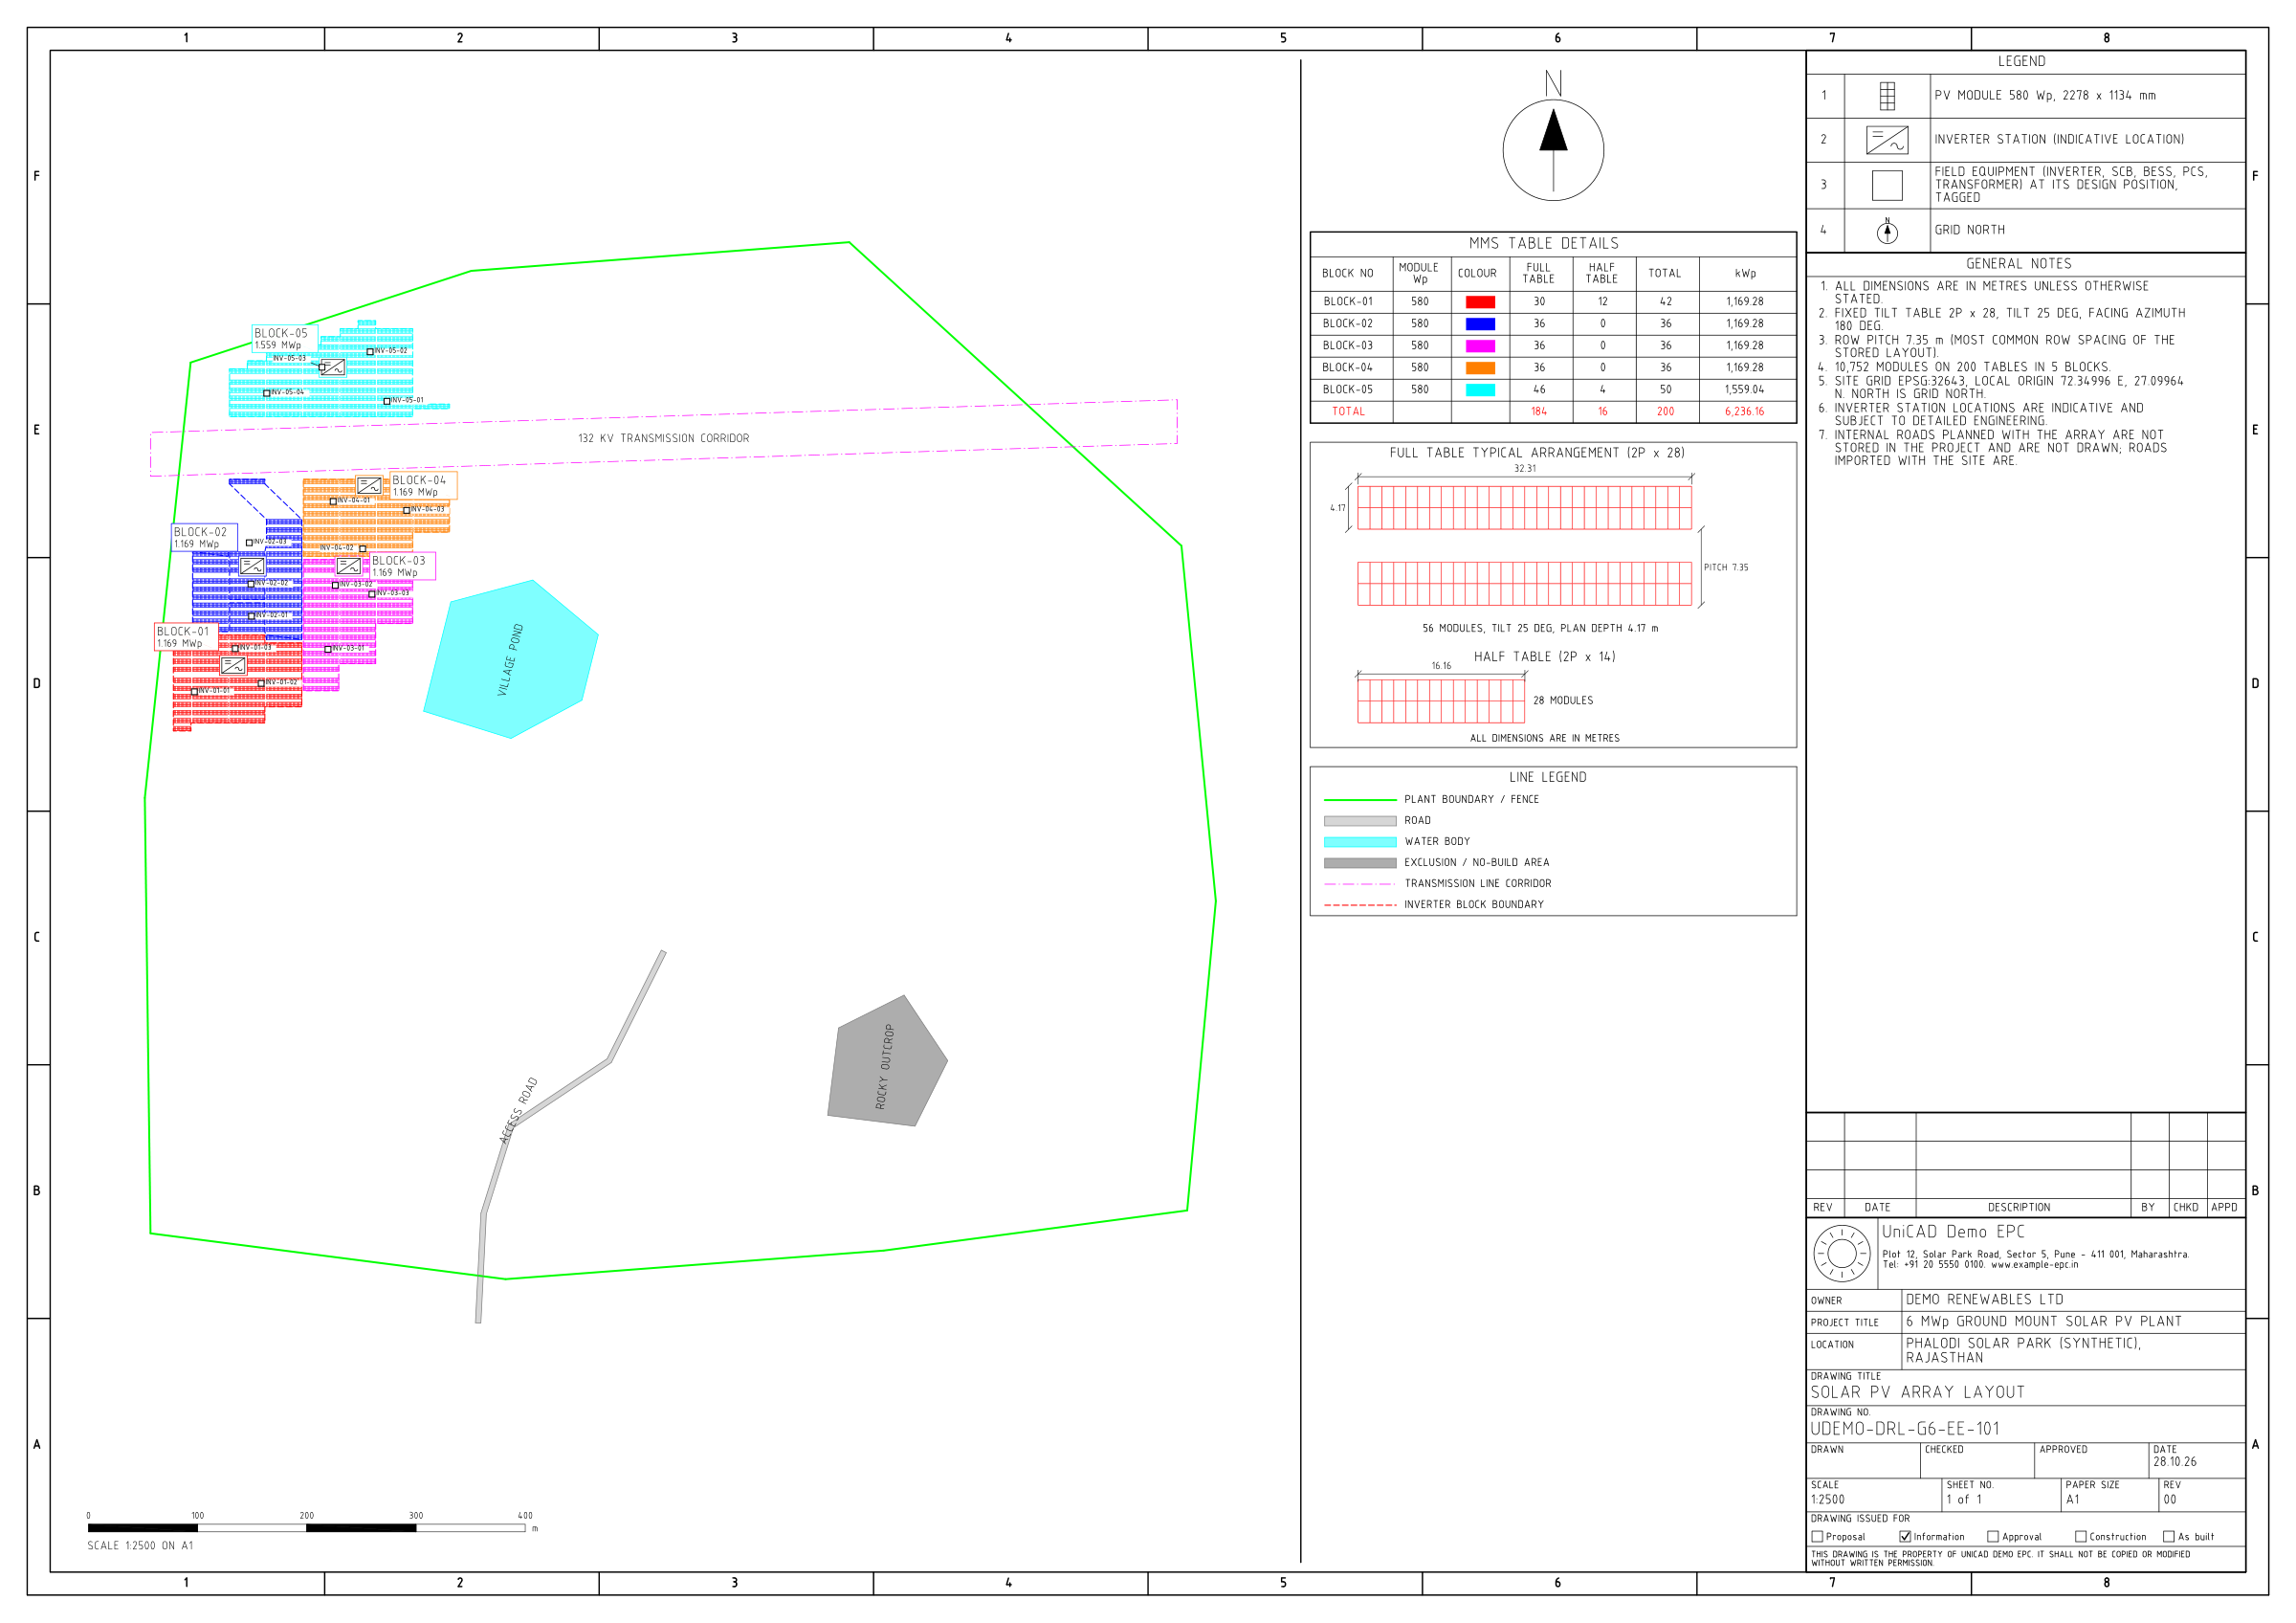 1 2 3 4 5 6 7 8
F
E
D
C
B
A
BLOCK-05
1.559 MWp
INV-05-03
INV-05-02
INV-05-04
INV-05-01
132 KV TRANSMISSION CORRIDOR
BLOCK-04
1.169 MWp
INV-04-01
INV-04-03
INV-04-02
BLOCK-02
1.169 MWp
INV-02-03
INV-02-02
INV-02-01
BLOCK-03
1.169 MWp
INV-03-02
INV-03-03
INV-03-01
BLOCK-01
1.169 MWp
INV-01-03
INV-01-02
INV-01-01
VILLAGE POND
ACCESS ROAD
ROCKY OUTCROP
0 100 200 300 400
m
SCALE 1:2500 ON A1
N
MMS TABLE DETAILS
BLOCK NO MODULE Wp COLOUR FULL TABLE HALF TABLE TOTAL kWp
BLOCK-01 580 30 12 42 1,169.28
BLOCK-02 580 36 0 36 1,169.28
BLOCK-03 580 36 0 36 1,169.28
BLOCK-04 580 36 0 36 1,169.28
BLOCK-05 580 46 4 50 1,559.04
TOTAL 184 16 200 6,236.16
FULL TABLE TYPICAL ARRANGEMENT (2P x 28)
32.31
4.17
PITCH 7.35
56 MODULES, TILT 25 DEG, PLAN DEPTH 4.17 m
HALF TABLE (2P x 14)
16.16
28 MODULES
ALL DIMENSIONS ARE IN METRES
LINE LEGEND
PLANT BOUNDARY / FENCE
ROAD
WATER BODY
EXCLUSION / NO-BUILD AREA
TRANSMISSION LINE CORRIDOR
INVERTER BLOCK BOUNDARY
LEGEND
1 PV MODULE 580 Wp, 2278 x 1134 mm
2 INVERTER STATION (INDICATIVE LOCATION)
3 FIELD EQUIPMENT (INVERTER, SCB, BESS, PCS,
TRANSFORMER) AT ITS DESIGN POSITION,
TAGGED
4 N GRID NORTH
GENERAL NOTES
1. ALL DIMENSIONS ARE IN METRES UNLESS OTHERWISE
STATED.
2. FIXED TILT TABLE 2P x 28, TILT 25 DEG, FACING AZIMUTH
180 DEG.
3. ROW PITCH 7.35 m (MOST COMMON ROW SPACING OF THE
STORED LAYOUT).
4. 10,752 MODULES ON 200 TABLES IN 5 BLOCKS.
5. SITE GRID EPSG:32643, LOCAL ORIGIN 72.34996 E, 27.09964
N. NORTH IS GRID NORTH.
6. INVERTER STATION LOCATIONS ARE INDICATIVE AND
SUBJECT TO DETAILED ENGINEERING.
7. INTERNAL ROADS PLANNED WITH THE ARRAY ARE NOT
STORED IN THE PROJECT AND ARE NOT DRAWN; ROADS
IMPORTED WITH THE SITE ARE.
REV DATE DESCRIPTION BY CHKD APPD
UniCAD Demo EPC
Plot 12, Solar Park Road, Sector 5, Pune - 411 001, Maharashtra.
Tel: +91 20 5550 0100. www.example-epc.in
OWNER DEMO RENEWABLES LTD
PROJECT TITLE 6 MWp GROUND MOUNT SOLAR PV PLANT
LOCATION PHALODI SOLAR PARK (SYNTHETIC),
RAJASTHAN
DRAWING TITLE
SOLAR PV ARRAY LAYOUT
DRAWING NO.
UDEMO-DRL-G6-EE-101
DRAWN CHECKED APPROVED DATE
28.10.26
SCALE SHEET NO. PAPER SIZE REV
1:2500 1 of 1 A1 00
DRAWING ISSUED FOR
Proposal Information Approval Construction As built
THIS DRAWING IS THE PROPERTY OF UNICAD DEMO EPC. IT SHALL NOT BE COPIED OR MODIFIED
WITHOUT WRITTEN PERMISSION.
F
E
D
C
B
A
1 2 3 4 5 6 7 8